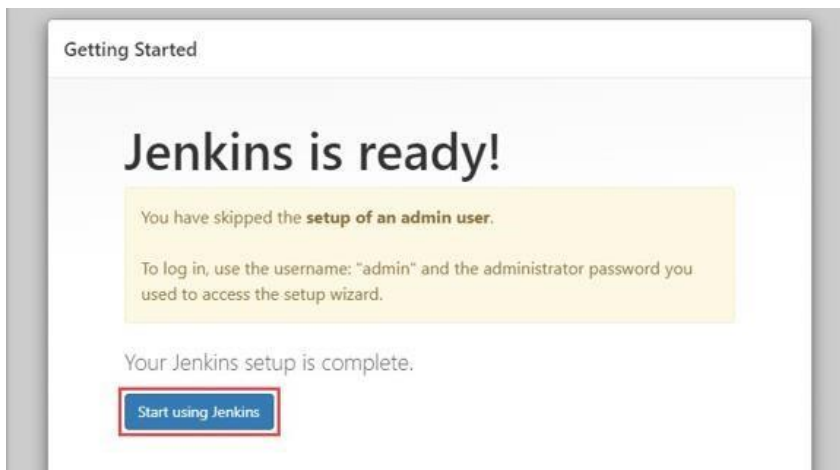 Getting Started
Jenkins is ready!
You have skipped the setup of an admin user.
To log in, use the username: "admin" and the administrator password you
used to access the setup wizard.
Your Jenkins setup is complete.
Start using Jenkins